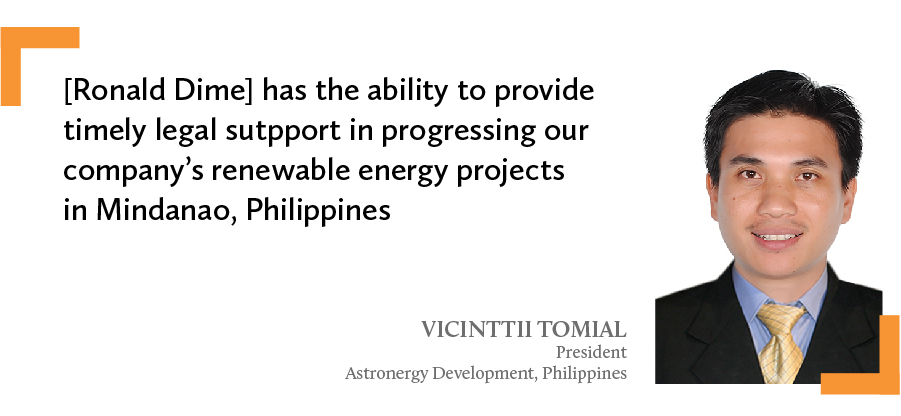 [Ronald Dime] has the ability to provide
timely legal sutpport in progressing our
company’s renewable energy projects
in Mindanao, Philippines
VICINTTII TOMIAL
President
Astronergy Development, Philippines